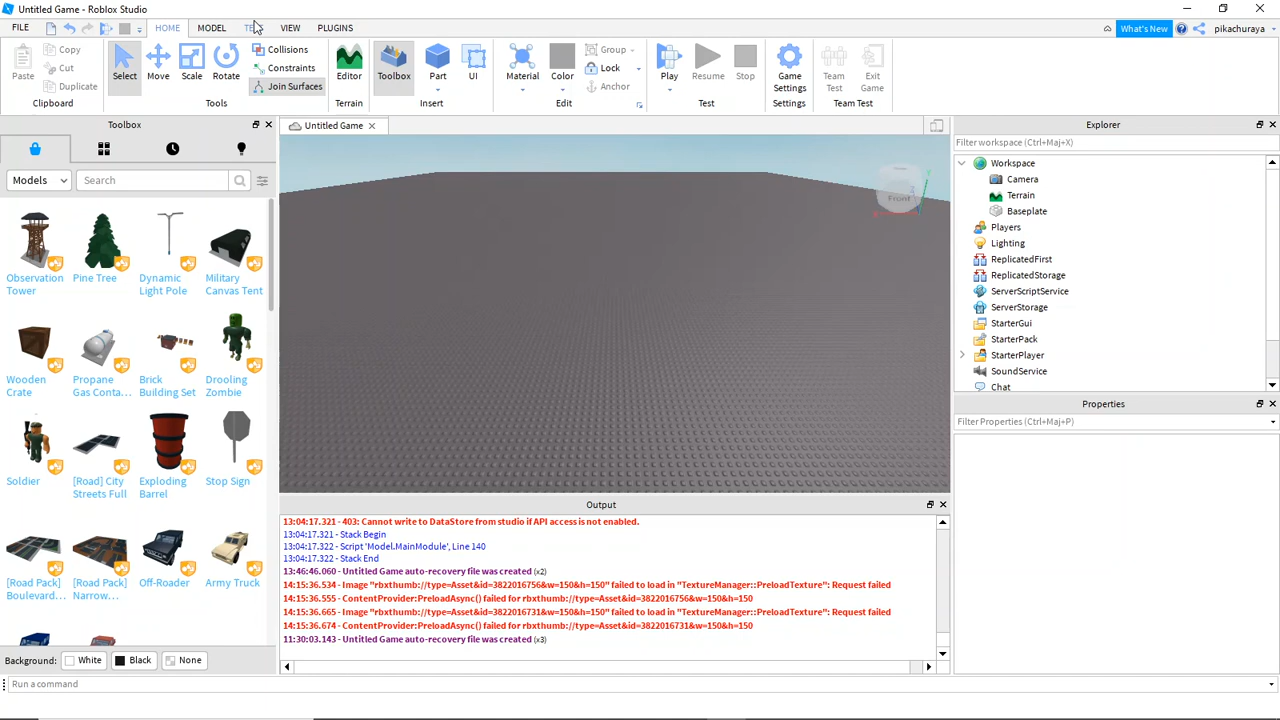 Untitled Game - Roblox Studio
FILE
HOME MODEL TEST VIEW PLUGINS
What's New
pikachuraya
Paste
Copy
Cut
Duplicate
Clipboard
Select
Move
Scale
Rotate
Collisions
Constraints
Join Surfaces
Tools
Editor
Terrain
Toolbox
Part
UI
Insert
Material
Color
Group
Lock
Anchor
Edit
Play
Resume
Stop
Test
Game
Settings
Settings
Team
Test
Exit
Game
Team Test
Toolbox
Models
Search
Observation
Tower
Pine Tree
Dynamic
Light Pole
Military
Canvas Tent
Wooden
Crate
Propane
Gas Conta...
Brick
Building Set
Drooling
Zombie
Soldier
[Road] City
Streets Full
Exploding
Barrel
Stop Sign
[Road Pack]
Boulevard...
[Road Pack]
Narrow...
Off-Roader
Army Truck
Background: White Black None
Untitled Game
Front
Output
13:04:17.321 - 403: Cannot write to DataStore from studio if API access is not enabled.
13:04:17.321 - Stack Begin
13:04:17.322 - Script 'Model.MainModule', Line 140
13:04:17.322 - Stack End
13:46:46.060 - Untitled Game auto-recovery file was created (x2)
14:15:36.534 - Image "rbxthumb://type=Asset&id=3822016756&w=150&h=150" failed to load in "TextureManager::PreloadTexture": Request failed
14:15:36.555 - ContentProvider:PreloadAsync() failed for rbxthumb://type=Asset&id=3822016756&w=150&h=150
14:15:36.665 - Image "rbxthumb://type=Asset&id=3822016731&w=150&h=150" failed to load in "TextureManager::PreloadTexture": Request failed
14:15:36.674 - ContentProvider:PreloadAsync() failed for rbxthumb://type=Asset&id=3822016731&w=150&h=150
11:30:03.143 - Untitled Game auto-recovery file was created (x3)
Explorer
Filter workspace (Ctrl+Maj+X)
Workspace
Camera
Terrain
Baseplate
Players
Lighting
ReplicatedFirst
ReplicatedStorage
ServerScriptService
ServerStorage
StarterGui
StarterPack
StarterPlayer
SoundService
Chat
Properties
Filter Properties (Ctrl+Maj+P)
Run a command